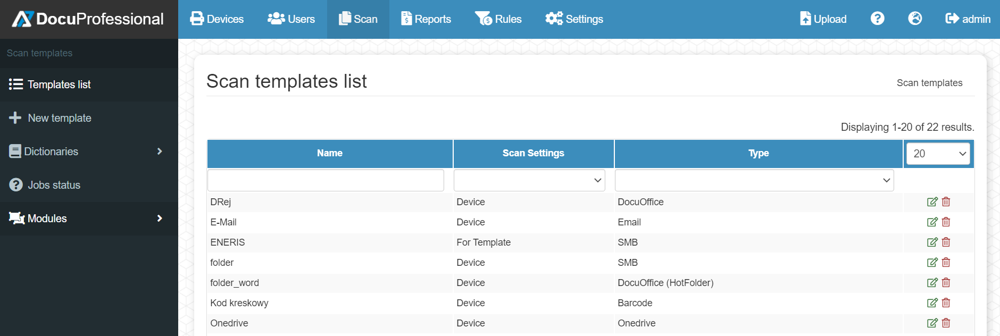 DocuProfessional
Devices Users Scan Reports Rules Settings Upload admin
Scan templates
Templates list
New template
Dictionaries
Jobs status
Modules
Scan templates list
Scan templates
Displaying 1-20 of 22 results.
Name Scan Settings Type 20
DRej Device DocuOffice
E-Mail Device Email
ENERIS For Template SMB
folder Device SMB
folder_word Device DocuOffice (HotFolder)
Kod kreskowy Device Barcode
Onedrive Device Onedrive